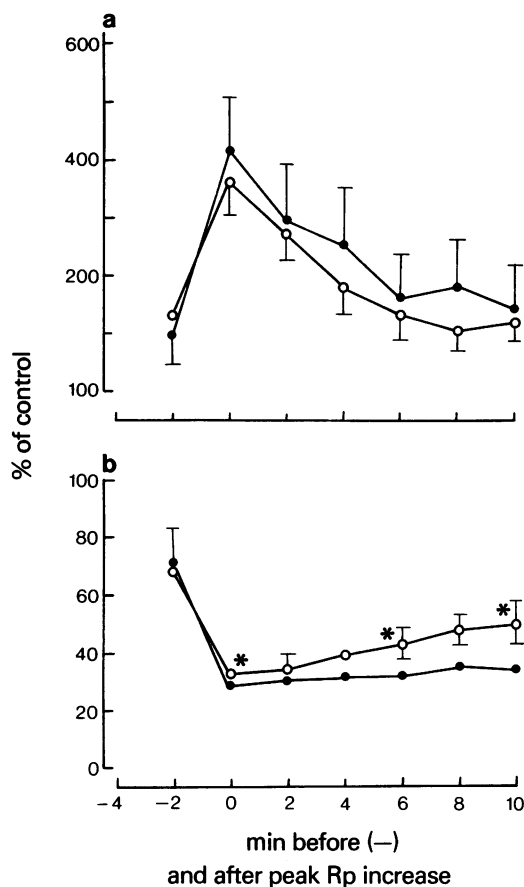 a
600
400
200
100
% of control
b
100
80
60
40
20
0
* * *
−4 −2 0 2 4 6 8 10
min before (—)
and after peak Rp increase